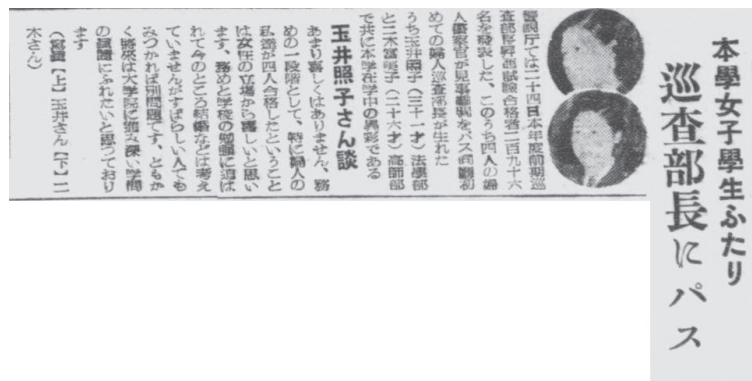 本學女子學生ふたり
巡査部長にパス
警視庁では二十四日本年度前期巡
査部長昇進試験合格者二百九十六
名を発表した、このうち四人の婦
人警察官が見事難関をパス同廳初
めての婦人巡査部長が生れた
うち玉井照子(三十一才)法學部
と二木富明子(二十六才)高師部
で共に本学在学中の異彩である
玉井照子さん談
あまり嬉しくはありません、務
めの一段階として、特に婦人の
私達が四人合格したということ
は女性の立場から喜しいと思い
ます、務めと学校の勉強に追は
れて今のところ結婚などは考え
ていませんがすばらしい人でも
みつかれば別問題です、ともか
く將來は大学院に進み深い学問
の眞髓にふれたいと思つており
ます
(寫眞【上】玉井さん【下】二
木さん)